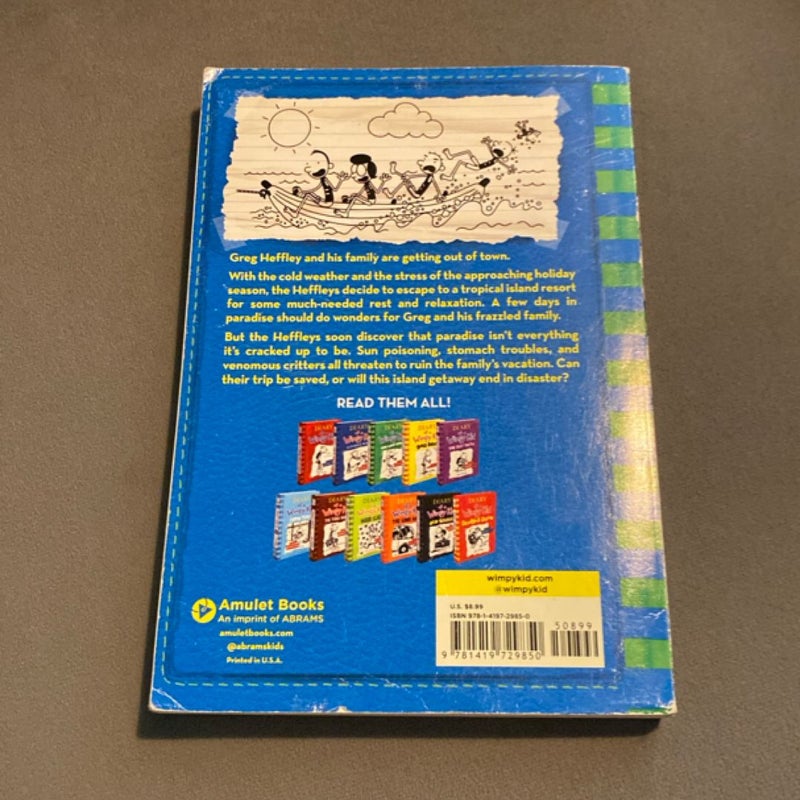 Greg Heffley and his family are getting out of town.
With the cold weather and the stress of the approaching holiday
season, the Heffleys decide to escape to a tropical island resort
for some much-needed rest and relaxation. A few days in
paradise should do wonders for Greg and his frazzled family.
But the Heffleys soon discover that paradise isn't everything
it's cracked up to be. Sun poisoning, stomach troubles, and
venomous critters all threaten to ruin the family's vacation. Can
their trip be saved, or will this island getaway end in disaster?
READ THEM ALL!
wimpykid.com
@wimpykid
U.S. $8.99
ISBN 978-1-4197-2985-0
50899
9 781419 729850
Amulet Books
An imprint of ABRAMS
amuletbooks.com
@abramskids
Printed in U.S.A.